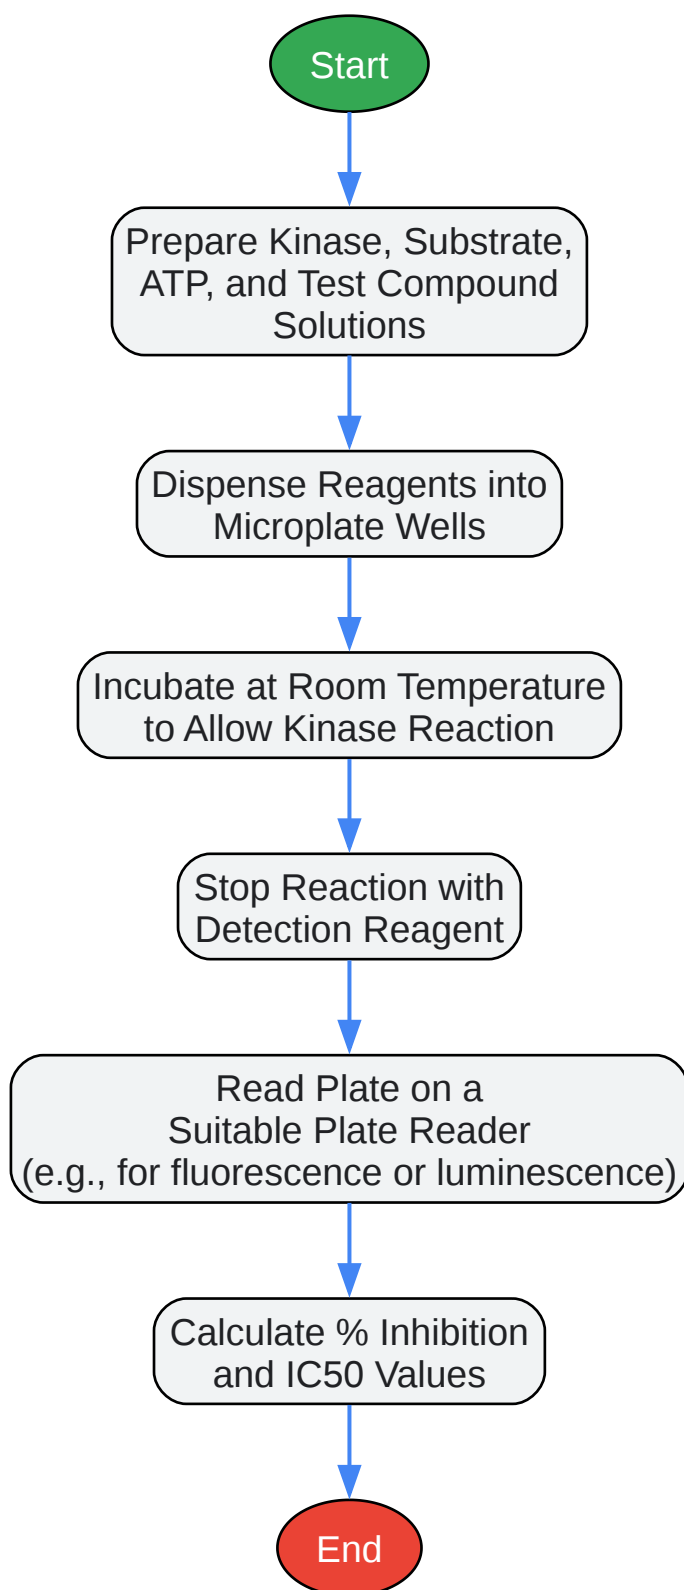 Start
Prepare Kinase, Substrate,
ATP, and Test Compound
Solutions
Dispense Reagents into
Microplate Wells
Incubate at Room Temperature
to Allow Kinase Reaction
Stop Reaction with
Detection Reagent
Read Plate on a
Suitable Plate Reader
(e.g., for fluorescence or luminescence)
Calculate % Inhibition
and IC50 Values
End